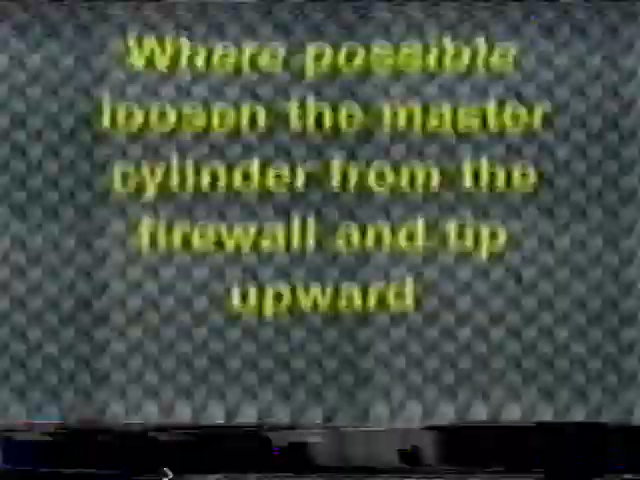 Where possible
loosen the master
cylinder from the
firewall and tip
upward